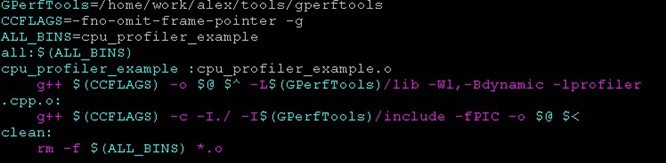 GPerfTools=/home/work/alex/tools/gperftools
CCFLAGS=-fno-omit-frame-pointer -g
ALL_BINS=cpu_profiler_example
all:$(ALL_BINS)
cpu_profiler_example :cpu_profiler_example.o
    g++ $(CCFLAGS) -o $@ $^ -L$(GPerfTools)/lib -Wl,-Bdynamic -lprofiler
.cpp.o:
    g++ $(CCFLAGS) -c -I./ -I$(GPerfTools)/include -fPIC -o $@ $<
clean:
    rm -f $(ALL_BINS) *.o